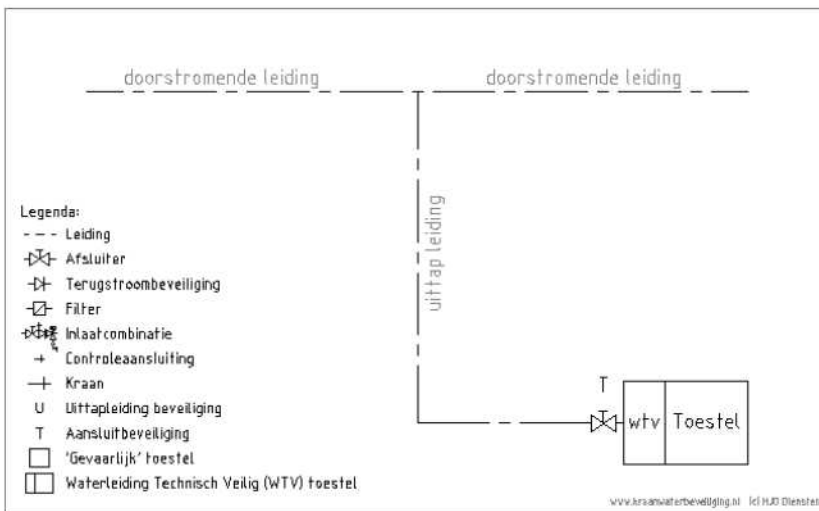 doorstromende leiding doorstromende leiding
uittap leiding
Legenda:
Leiding
Afsluiter
Terugstroombeveiliging
Filter
Inlaatcombinatie
Controleaansluiting
Kraan
U Uittapleiding beveiliging
T Aansluitbeveiliging
'Gevaarlijk' toestel
Waterleiding Technisch Veilig (WTV) toestel
T
wtv Toestel
www.kraanwaterbeveiliging.nl (c) HJG Diensten